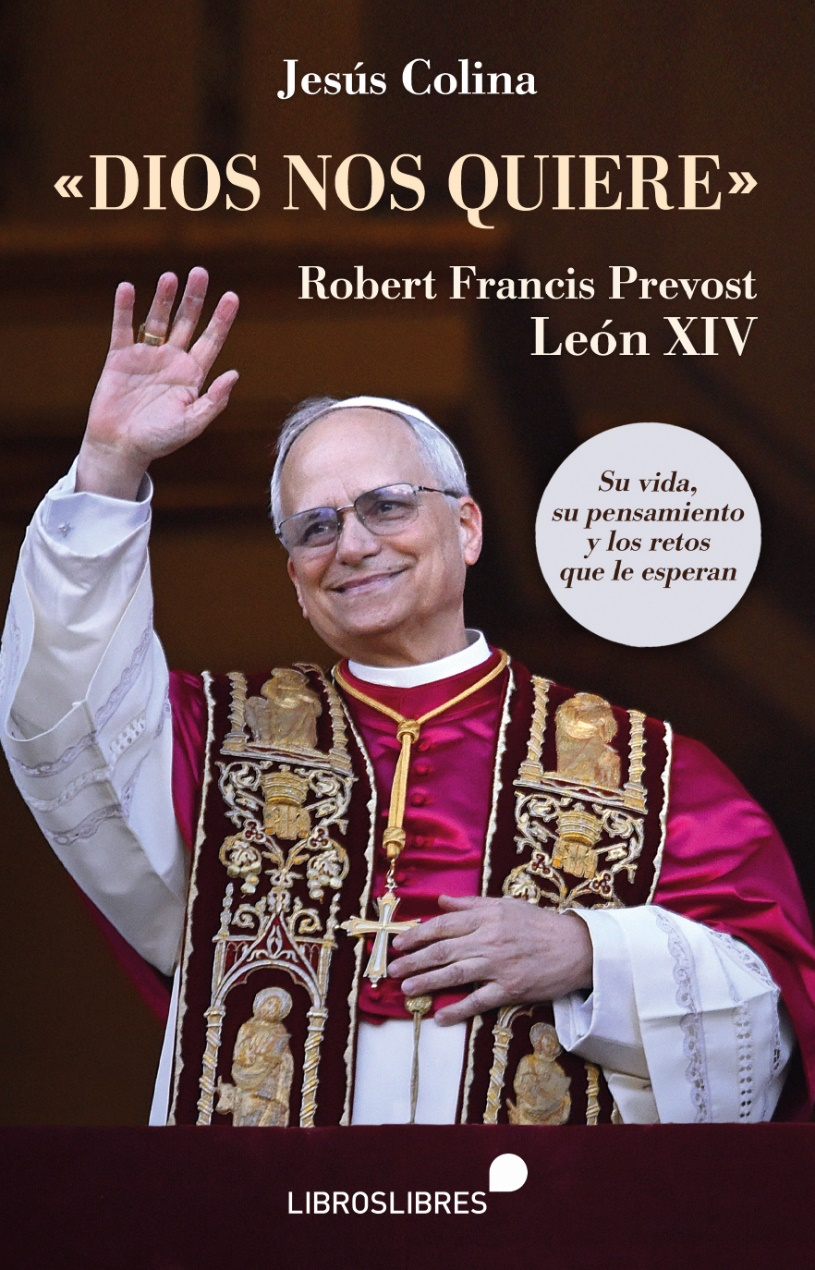 Jesús Colina
«DIOS NOS QUIERE»
Robert Francis Prevost
León XIV
Su vida,
su pensamiento
y los retos
que le esperan
LIBROSLIBRES